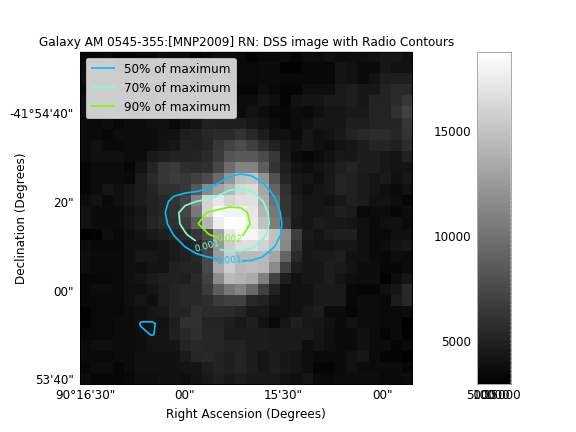 Galaxy AM 0545-355:[MNP2009] RN: DSS image with Radio Contours
50% of maximum
70% of maximum
90% of maximum
-41°54'40"
20"
00"
53'40"
Declination (Degrees)
0.002
0.001
0.001
90°16'30"
00"
15'30"
00"
Right Ascension (Degrees)
15000
10000
5000